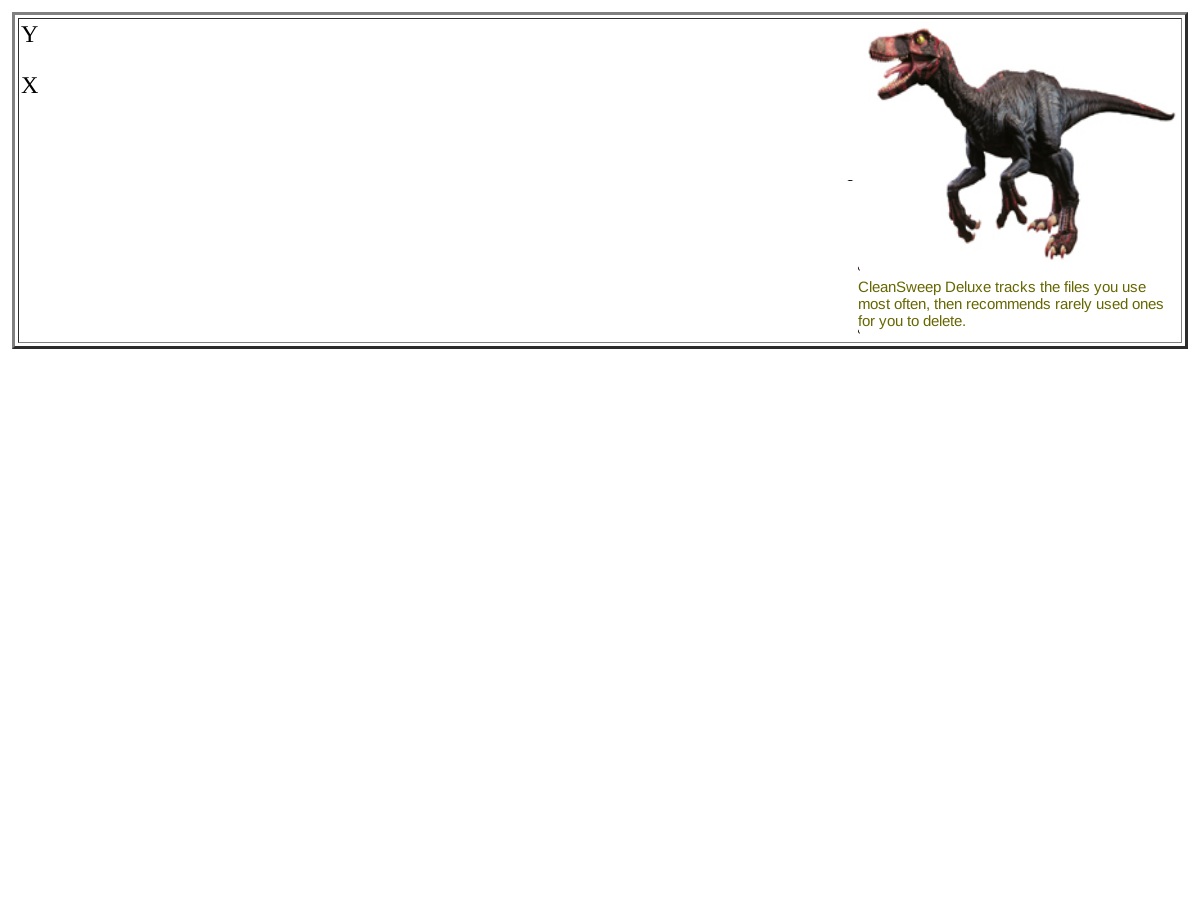 Y
X
CleanSweep Deluxe tracks the files you use
most often, then recommends rarely used ones
for you to delete.